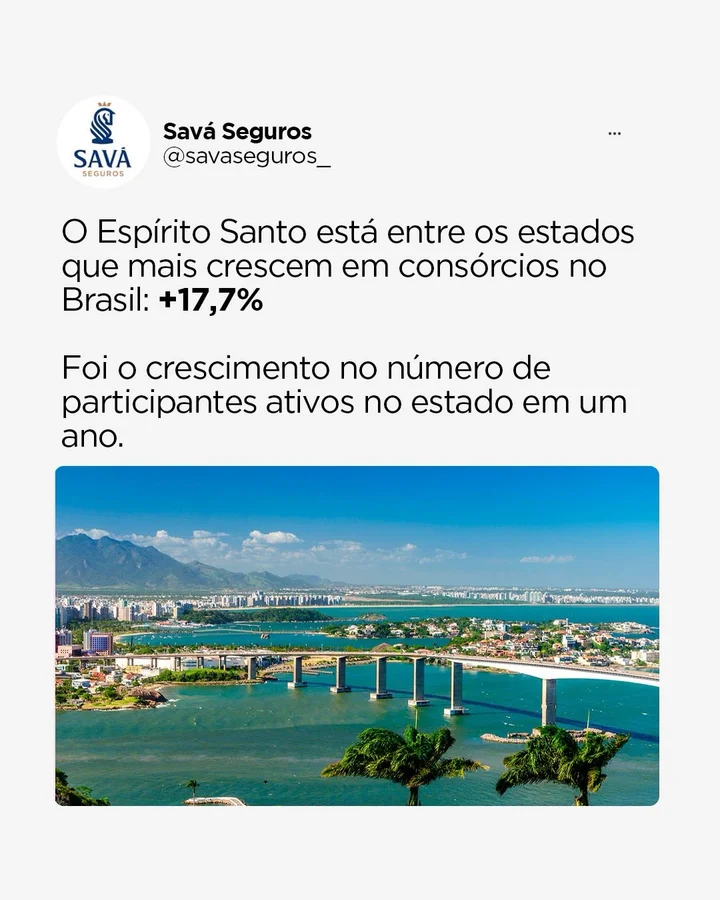 SAVÁ
SEGUROS
Savá Seguros
@savaseguros_
...
O Espírito Santo está entre os estados
que mais crescem em consórcios no
Brasil: +17,7%
Foi o crescimento no número de
participantes ativos no estado em um
ano.